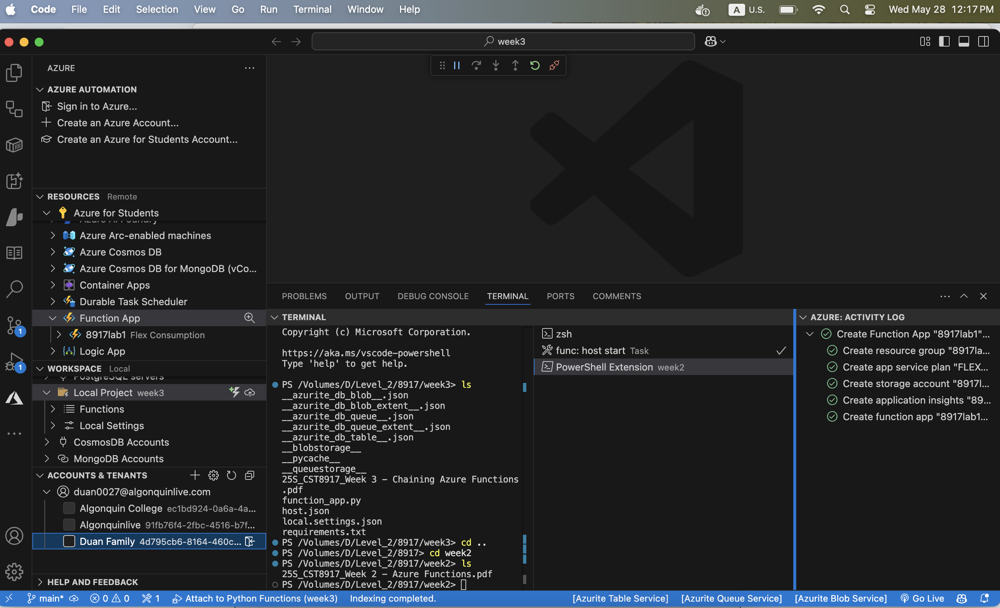 Code File Edit Selection View Go Run Terminal Window Help A U.S. Wed May 28 12:17 PM
week3
AZURE
AZURE AUTOMATION
Sign in to Azure...
Create an Azure Account...
Create an Azure for Students Account...
RESOURCES Remote
Azure for Students
Azure Arc-enabled machines
Azure Cosmos DB
Azure Cosmos DB for MongoDB (vCo...
Container Apps
Durable Task Scheduler
Function App
8917lab1 Flex Consumption
Logic App
WORKSPACE Local
PostgreSQL servers
Local Project week3
Functions
Local Settings
CosmosDB Accounts
MongoDB Accounts
ACCOUNTS & TENANTS
duan0027@algonquinlive.com
Algonquin College ec1bd924-0a6a-4a...
Algonquinlive 91fb76f4-2fbc-4516-b7f...
Duan Family 4d795cb6-8164-460c...
HELP AND FEEDBACK
1
1
PROBLEMS OUTPUT DEBUG CONSOLE TERMINAL PORTS COMMENTS
TERMINAL
Copyright (c) Microsoft Corporation.
https://aka.ms/vscode-powershell
Type 'help' to get help.
PS /Volumes/D/Level_2/8917/week3> ls
__azurite_db_blob__.json
__azurite_db_blob_extent__.json
__azurite_db_queue__.json
__azurite_db_queue_extent__.json
__azurite_db_table__.json
__blobstorage__
__pycache__
__queuestorage__
25S_CST8917_Week 3 – Chaining Azure Functions
.pdf
function_app.py
host.json
local.settings.json
requirements.txt
PS /Volumes/D/Level_2/8917/week3> cd ..
PS /Volumes/D/Level_2/8917> cd week2
PS /Volumes/D/Level_2/8917/week2> ls
25S_CST8917_Week 2 – Azure Functions.pdf
PS /Volumes/D/Level_2/8917/week2>
zsh
func: host start Task
PowerShell Extension week2
AZURE: ACTIVITY LOG
Create Function App "8917lab1"...
Create resource group "8917la...
Create app service plan "FLEX...
Create storage account "8917l...
Create application insights "89...
Create function app "8917lab1...
main* 0 0 1 Attach to Python Functions (week3) Indexing completed. [Azurite Table Service] [Azurite Queue Service] [Azurite Blob Service] Go Live